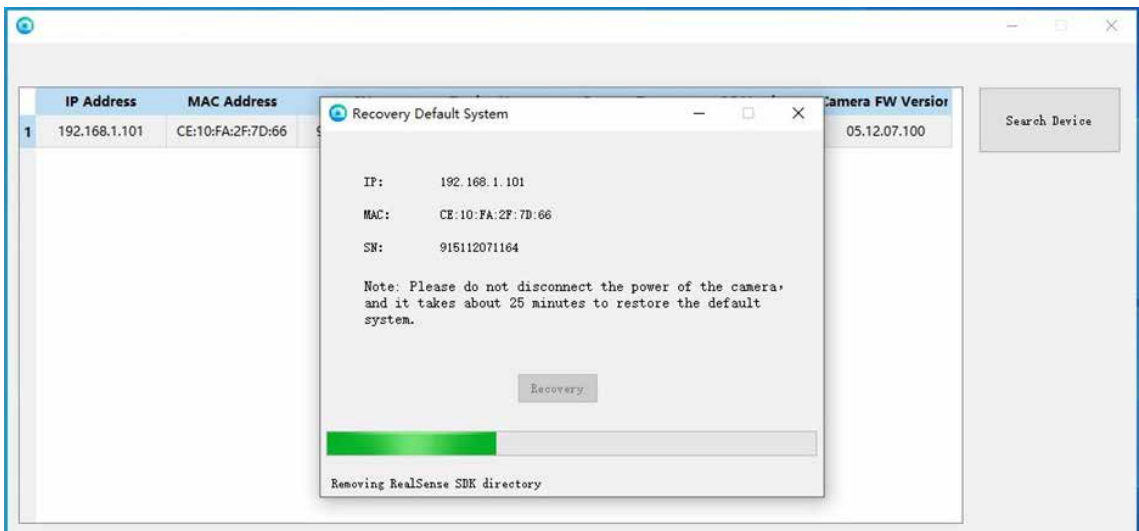 IP Address MAC Address Camera FW Version
1 192.168.1.101 CE:10:FA:2F:7D:66 05.12.07.100
Search Device
Recovery Default System
IP: 192.168.1.101
MAC: CE:10:FA:2F:7D:66
SN: 915112071164
Note: Please do not disconnect the power of the camera,
and it takes about 25 minutes to restore the default
system.
Recovery
Removing RealSense SDK directory